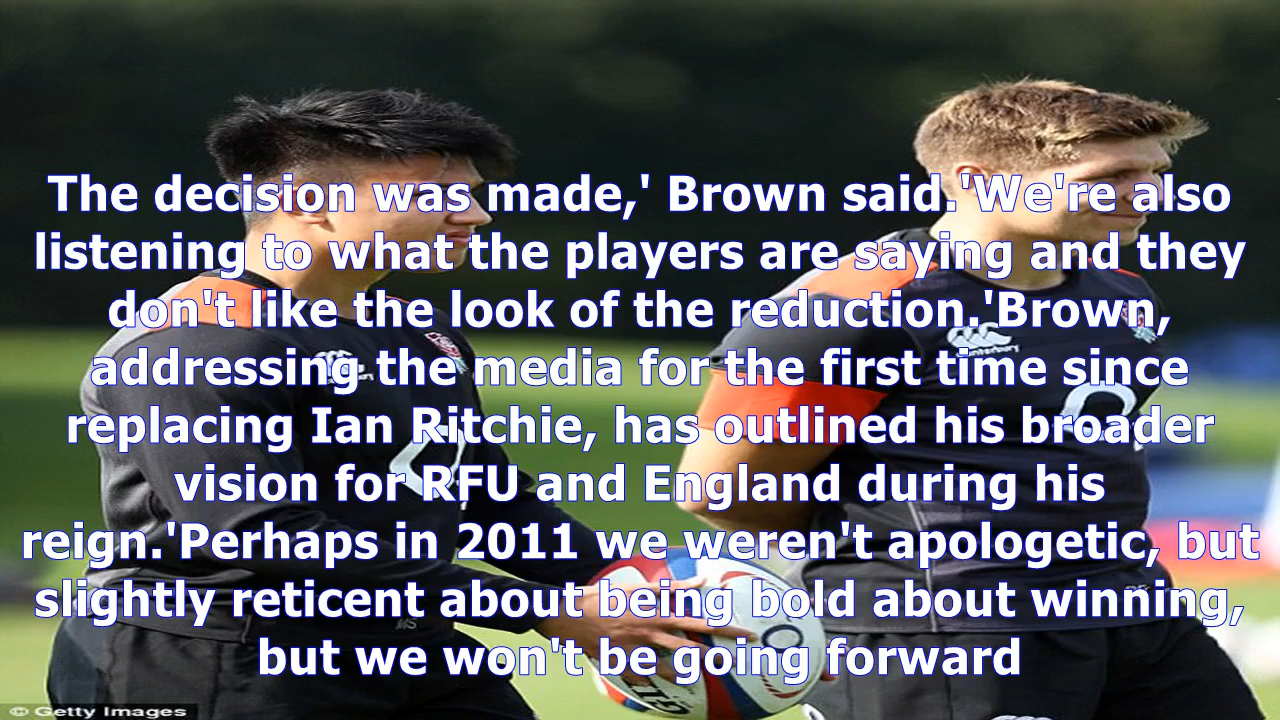 The decision was made,' Brown said.'We're also
listening to what the players are saying and they
don't like the look of the reduction.'Brown,
addressing the media for the first time since
replacing Ian Ritchie, has outlined his broader
vision for RFU and England during his
reign.'Perhaps in 2011 we weren't apologetic, but
slightly reticent about being bold about winning,
but we won't be going forward
Canterbury
© Getty Images